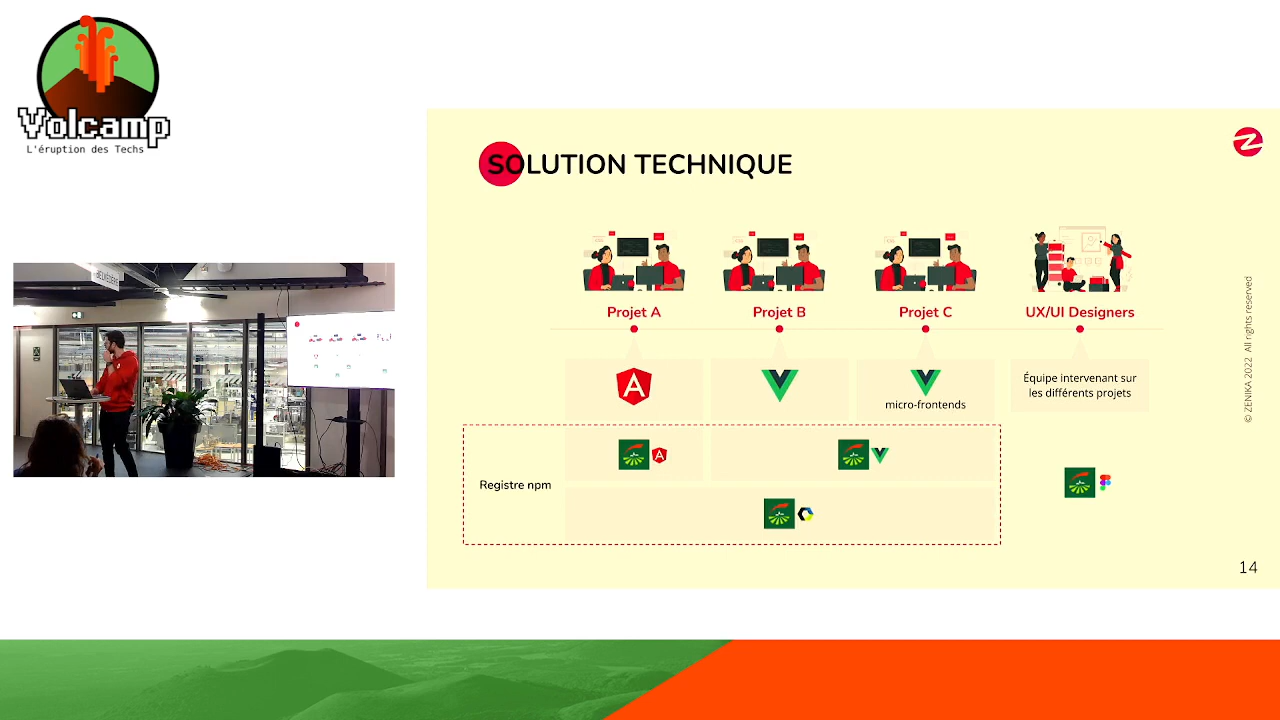 Volcamp
L'éruption des Techs
SOLUTION TECHNIQUE
Projet A
Projet B
Projet C
UX/UI Designers
micro-frontends
Équipe intervenant sur
les différents projets
Registre npm
© ZENIKA 2022 All rights reserved
14